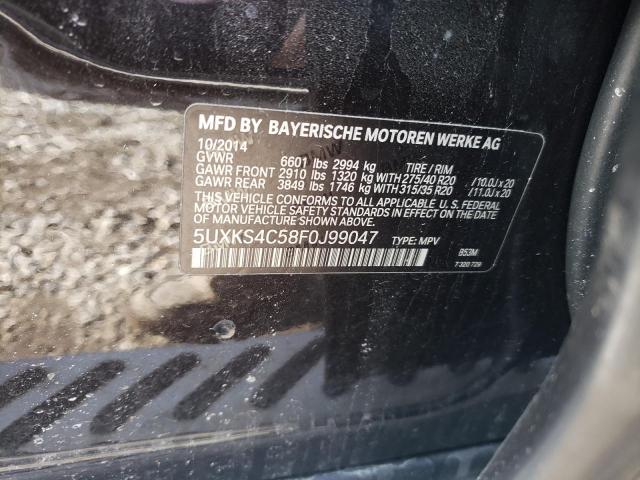 MFD BY BAYERISCHE MOTOREN WERKE AG
10/2014
GVWR 6601 lbs 2994 kg TIRE / RIM
GAWR FRONT 2910 lbs 1320 kg WITH 275/40 R20 /10.0J x 20
GAWR REAR 3849 lbs 1746 kg WITH 315/35 R20 /11.0J x 20
THIS VEHICLE CONFORMS TO ALL APPLICABLE U. S. FEDERAL
MOTOR VEHICLE SAFETY STANDARDS IN EFFECT ON THE
DATE OF MANUFACTURE SHOWN ABOVE.
5UXKS4C58F0J99047 TYPE: MPV
B53M
7 320 729